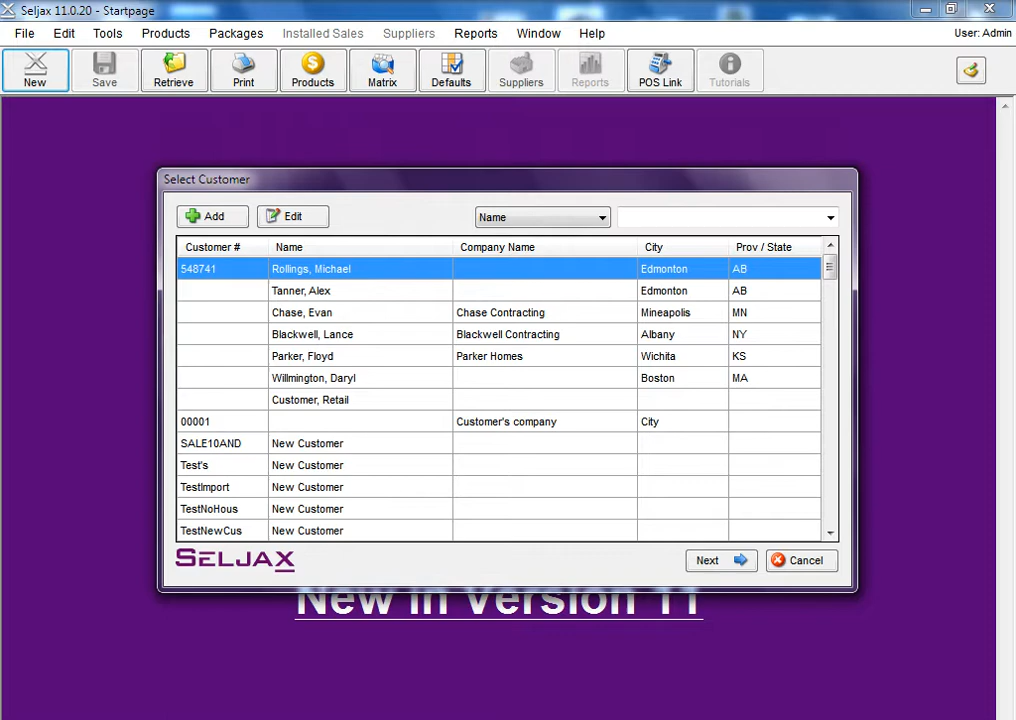 Seljax 11.0.20 - Startpage
File Edit Tools Products Packages Installed Sales Suppliers Reports Window Help User: Admin
New Save Retrieve Print Products Matrix Defaults Suppliers Reports POS Link Tutorials
Select Customer
Add Edit Name
Customer # Name Company Name City Prov / State
548741 Rollings, Michael Edmonton AB
Tanner, Alex Edmonton AB
Chase, Evan Chase Contracting Mineapolis MN
Blackwell, Lance Blackwell Contracting Albany NY
Parker, Floyd Parker Homes Wichita KS
Willmington, Daryl Boston MA
Customer, Retail
00001 Customer's company City
SALE10AND New Customer
Test's New Customer
TestImport New Customer
TestNoHous New Customer
TestNewCus New Customer
SELJAX Next Cancel
New in Version 11